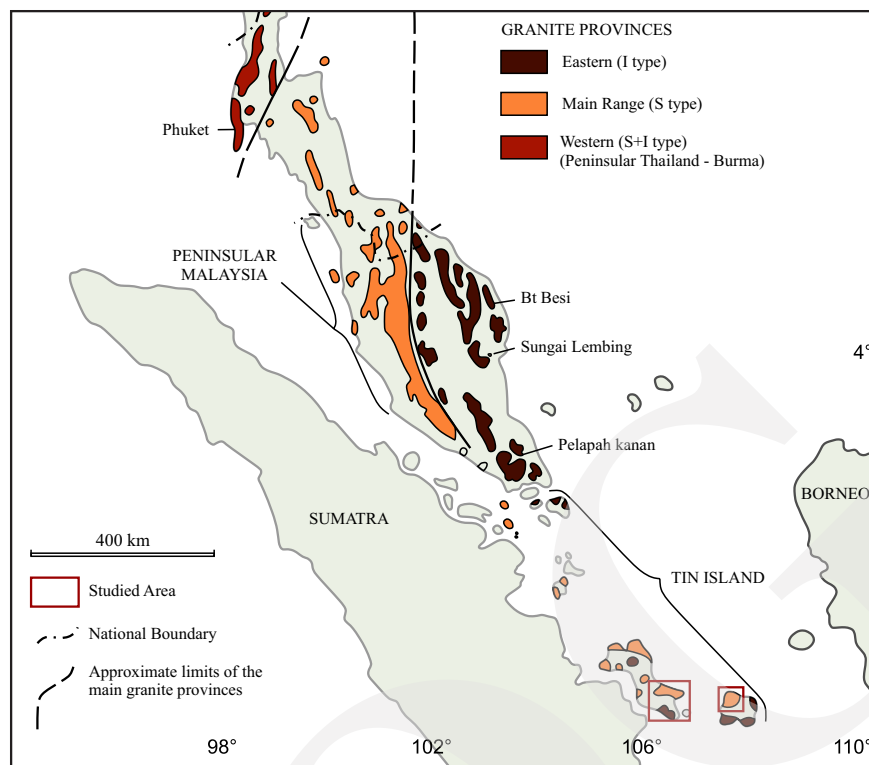 GRANITE PROVINCES
Eastern (I type)
Main Range (S type)
Western (S+I type)
(Peninsular Thailand - Burma)
Phuket
PENINSULAR
MALAYSIA
Bt Besi
Sungai Lembing
4°
Pelapah kanan
BORNEO
SUMATRA
400 km
TIN ISLAND
Studied Area
National Boundary
Approximate limits of the
main granite provinces
98°
102°
106°
110°